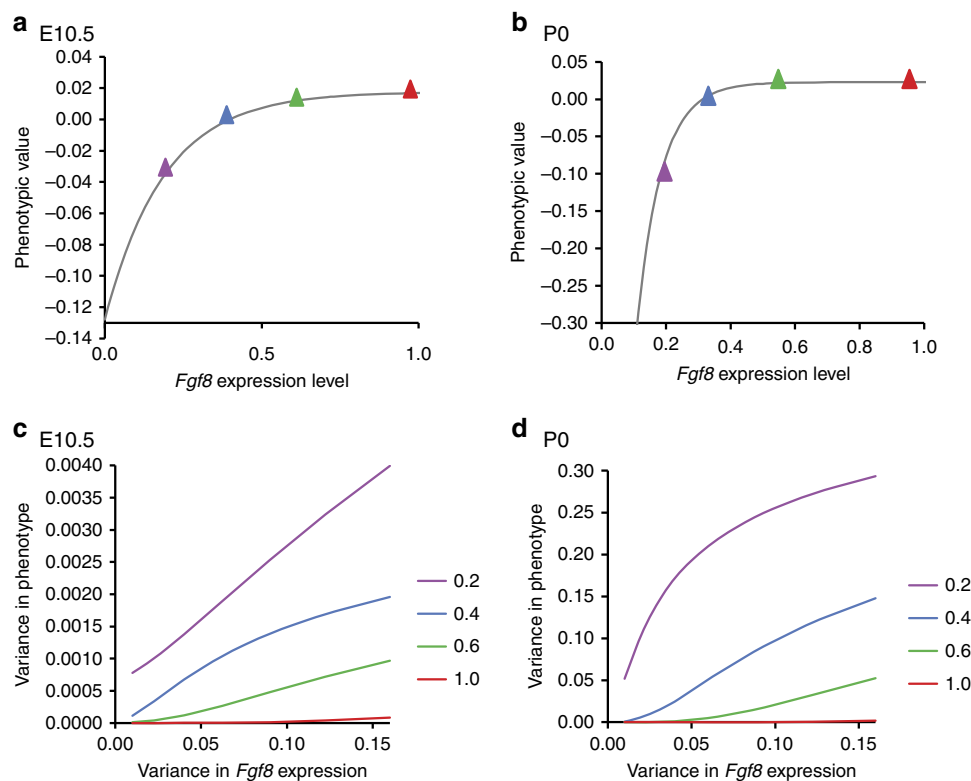 a E10.5
0.04
0.02
0.00
–0.02
–0.04
–0.06
–0.08
–0.10
–0.12
–0.14
Phenotypic value
0.0 0.5 1.0
Fgf8 expression level
b P0
0.05
0.00
–0.05
–0.10
–0.15
–0.20
–0.25
–0.30
Phenotypic value
0.0 0.2 0.4 0.6 0.8 1.0
Fgf8 expression level
c E10.5
0.0040
0.0035
0.0030
0.0025
0.0020
0.0015
0.0010
0.0005
0.0000
Variance in phenotype
0.00 0.05 0.10 0.15
Variance in Fgf8 expression
0.2
0.4
0.6
1.0
d P0
0.30
0.25
0.20
0.15
0.10
0.05
0.00
Variance in phenotype
0.00 0.05 0.10 0.15
Variance in Fgf8 expression
0.2
0.4
0.6
1.0